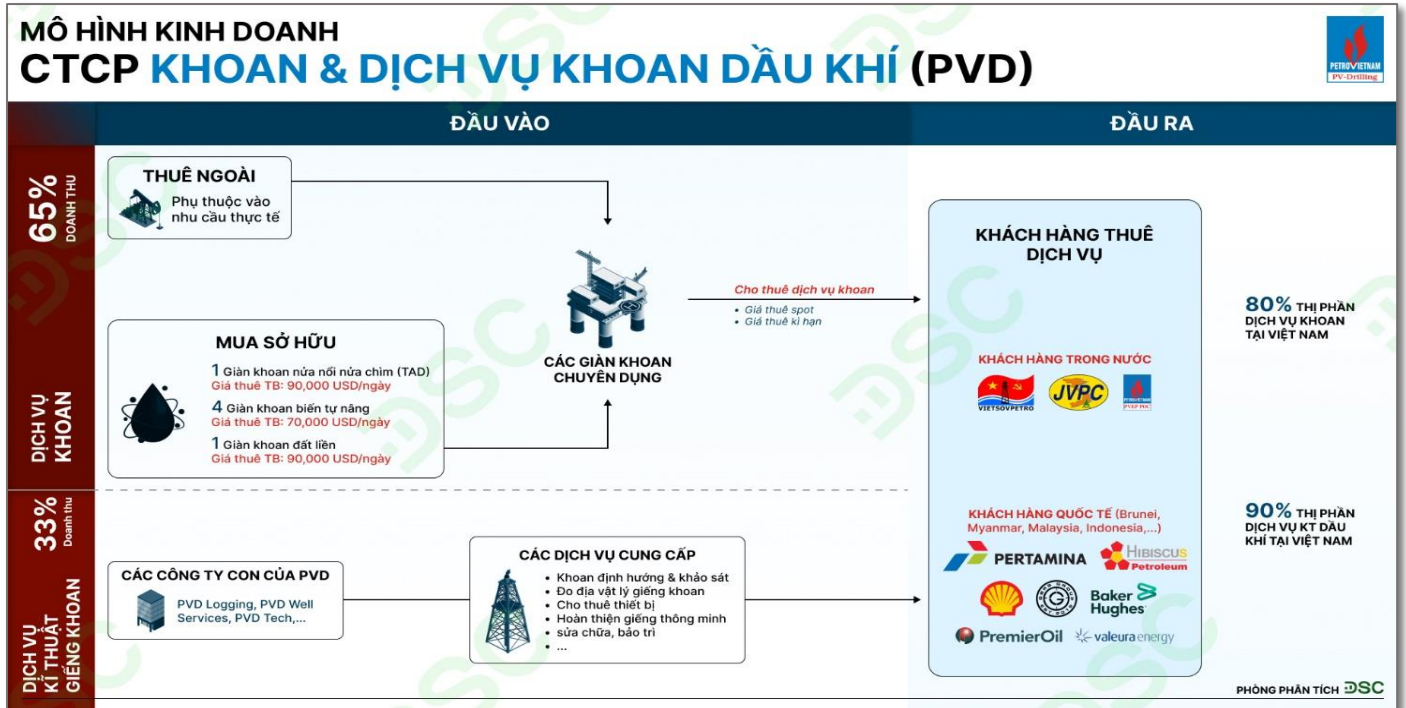 MÔ HÌNH KINH DOANH
CTCP KHOAN & DỊCH VỤ KHOAN DẦU KHÍ (PVD)
PETROVIETNAM
PV-Drilling
ĐẦU VÀO
ĐẦU RA
65%
DOANH THU
DỊCH VỤ
KHOAN
THUÊ NGOÀI
Phụ thuộc vào
nhu cầu thực tế
MUA SỞ HỮU
1 Giàn khoan nửa nổi nửa chìm (TAD)
Giá thuê TB: 90,000 USD/ngày
4 Giàn khoan biến tự nâng
Giá thuê TB: 70,000 USD/ngày
1 Giàn khoan đất liền
Giá thuê TB: 90,000 USD/ngày
CÁC GIÀN KHOAN
CHUYÊN DỤNG
Cho thuê dịch vụ khoan
• Giá thuê spot
• Giá thuê kì hạn
KHÁCH HÀNG THUÊ
DỊCH VỤ
KHÁCH HÀNG TRONG NƯỚC
VIETSOVPETRO
JVPC
PETROVIETNAM
PVEP POC
80% THỊ PHẦN
DỊCH VỤ KHOAN
TẠI VIỆT NAM
33%
Doanh thu
DỊCH VỤ
KĨ THUẬT
GIẾNG KHOAN
CÁC CÔNG TY CON CỦA PVD
PVD Logging, PVD Well
Services, PVD Tech,...
CÁC DỊCH VỤ CUNG CẤP
• Khoan định hướng & khảo sát
• Đo địa vật lý giếng khoan
• Cho thuê thiết bị
• Hoàn thiện giếng thông minh
• sửa chữa, bảo trì
• ...
KHÁCH HÀNG QUỐC TẾ (Brunei,
Myanmar, Malaysia, Indonesia,...)
PERTAMINA
HIBISCUS
Petroleum
Baker
Hughes
PremierOil
valeura energy
90% THỊ PHẦN
DỊCH VỤ KT DẦU
KHÍ TẠI VIỆT NAM
PHÒNG PHÂN TÍCH DSC